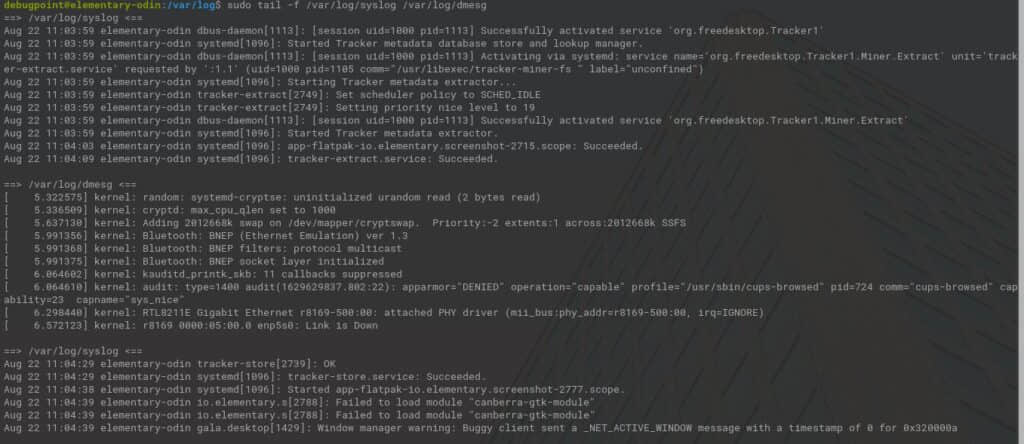 debugpoint@elementary-odin:/var/log$ sudo tail -f /var/log/syslog /var/log/dmesg
==> /var/log/syslog <==
Aug 22 11:03:59 elementary-odin dbus-daemon[1113]: [session uid=1000 pid=1113] Successfully activated service 'org.freedesktop.Tracker1'
Aug 22 11:03:59 elementary-odin systemd[1096]: Started Tracker metadata database store and lookup manager.
Aug 22 11:03:59 elementary-odin dbus-daemon[1113]: [session uid=1000 pid=1113] Activating via systemd: service name='org.freedesktop.Tracker1.Miner.Extract' unit='track
er-extract.service' requested by ':1.1' (uid=1000 pid=1105 comm="/usr/libexec/tracker-miner-fs " label="unconfined")
Aug 22 11:03:59 elementary-odin systemd[1096]: Starting Tracker metadata extractor...
Aug 22 11:03:59 elementary-odin tracker-extract[2749]: Set scheduler policy to SCHED_IDLE
Aug 22 11:03:59 elementary-odin tracker-extract[2749]: Setting priority nice level to 19
Aug 22 11:03:59 elementary-odin dbus-daemon[1113]: [session uid=1000 pid=1113] Successfully activated service 'org.freedesktop.Tracker1.Miner.Extract'
Aug 22 11:03:59 elementary-odin systemd[1096]: Started Tracker metadata extractor.
Aug 22 11:04:03 elementary-odin systemd[1096]: app-flatpak-io.elementary.screenshot-2715.scope: Succeeded.
Aug 22 11:04:09 elementary-odin systemd[1096]: tracker-extract.service: Succeeded.
==> /var/log/dmesg <==
[    5.322575] kernel: random: systemd-cryptse: uninitialized urandom read (2 bytes read)
[    5.336509] kernel: cryptd: max_cpu_qlen set to 1000
[    5.637130] kernel: Adding 2012668k swap on /dev/mapper/cryptswap.  Priority:-2 extents:1 across:2012668k SSFS
[    5.991356] kernel: Bluetooth: BNEP (Ethernet Emulation) ver 1.3
[    5.991368] kernel: Bluetooth: BNEP filters: protocol multicast
[    5.991375] kernel: Bluetooth: BNEP socket layer initialized
[    6.064602] kernel: kauditd_printk_skb: 11 callbacks suppressed
[    6.064610] kernel: audit: type=1400 audit(1629629837.802:22): apparmor="DENIED" operation="capable" profile="/usr/sbin/cups-browsed" pid=724 comm="cups-browsed" cap
ability=23  capname="sys_nice"
[    6.298440] kernel: RTL8211E Gigabit Ethernet r8169-500:00: attached PHY driver (mii_bus:phy_addr=r8169-500:00, irq=IGNORE)
[    6.572123] kernel: r8169 0000:05:00.0 enp5s0: Link is Down
==> /var/log/syslog <==
Aug 22 11:04:29 elementary-odin tracker-store[2739]: OK
Aug 22 11:04:29 elementary-odin systemd[1096]: tracker-store.service: Succeeded.
Aug 22 11:04:38 elementary-odin systemd[1096]: Started app-flatpak-io.elementary.screenshot-2777.scope.
Aug 22 11:04:39 elementary-odin io.elementary.s[2788]: Failed to load module "canberra-gtk-module"
Aug 22 11:04:39 elementary-odin io.elementary.s[2788]: Failed to load module "canberra-gtk-module"
Aug 22 11:04:39 elementary-odin gala.desktop[1429]: Window manager warning: Buggy client sent a _NET_ACTIVE_WINDOW message with a timestamp of 0 for 0x320000a